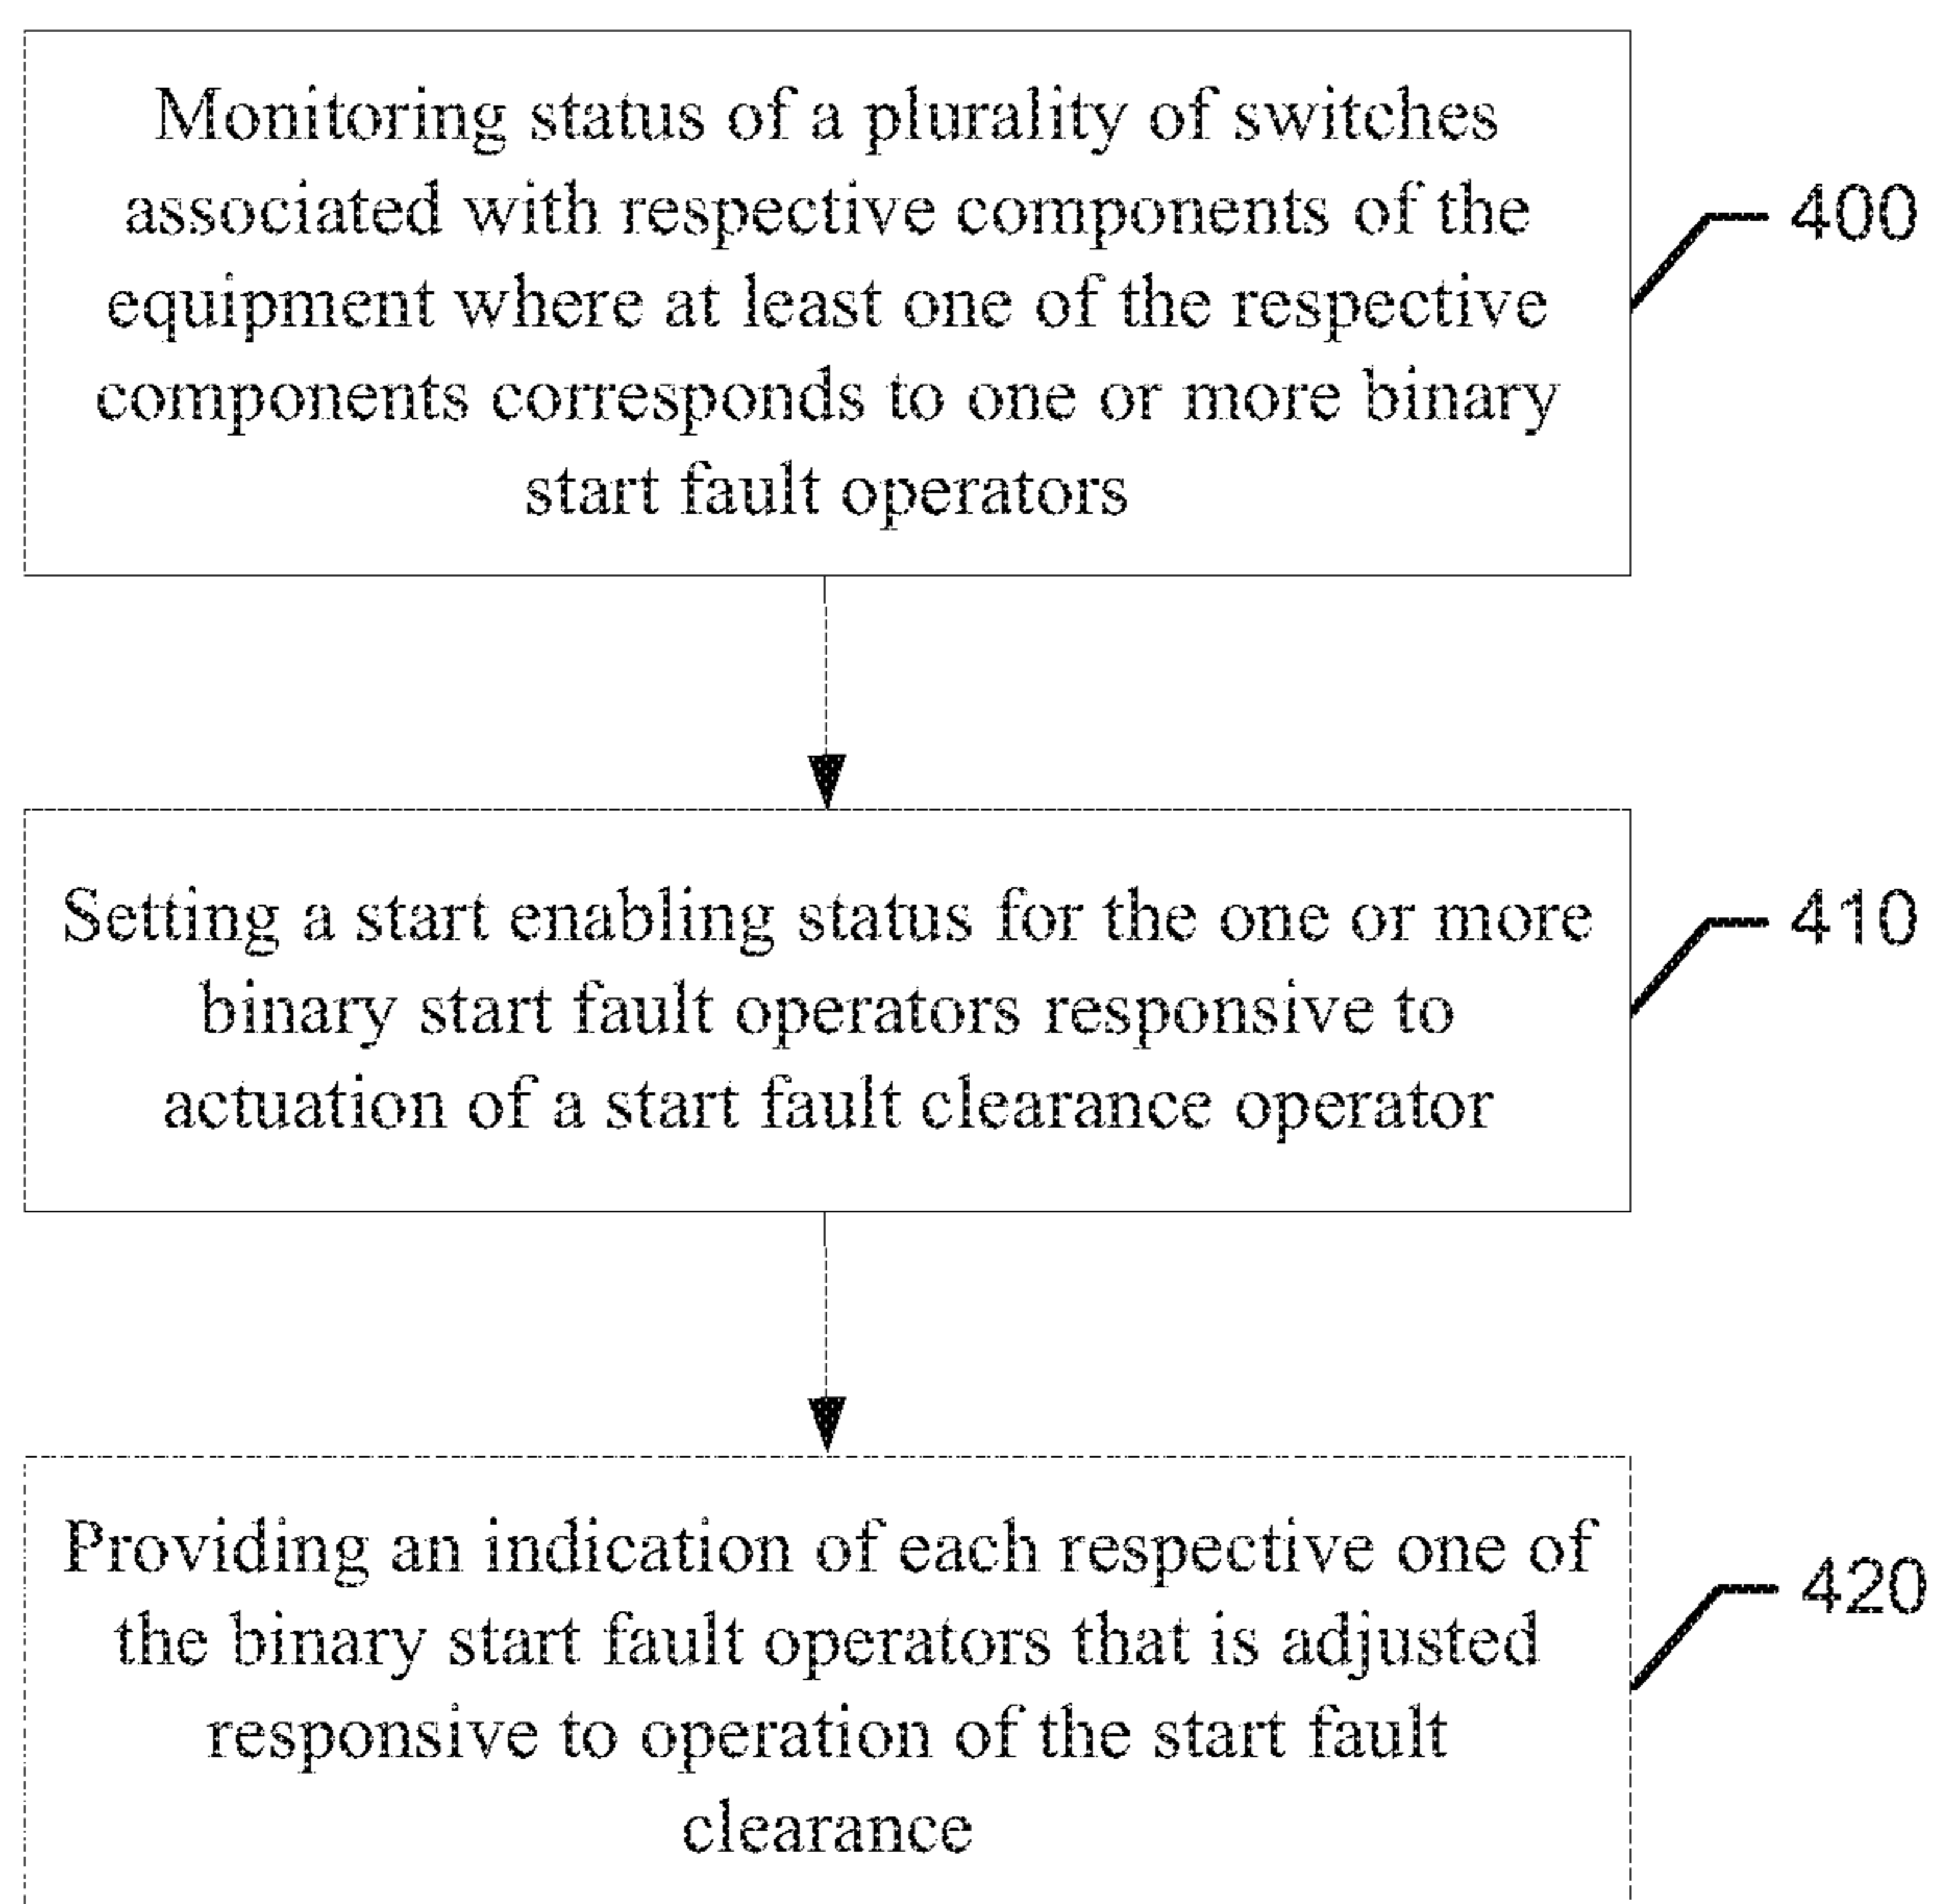 Monitoring status of a plurality of switches
associated with respective components of the
equipment where at least one of the respective
components corresponds to one or more binary
start fault operators
400
Setting a start enabling status for the one or more
binary start fault operators responsive to
actuation of a start fault clearance operator
410
Providing an indication of each respective one of
the binary start fault operators that is adjusted
responsive to operation of the start fault
clearance
420